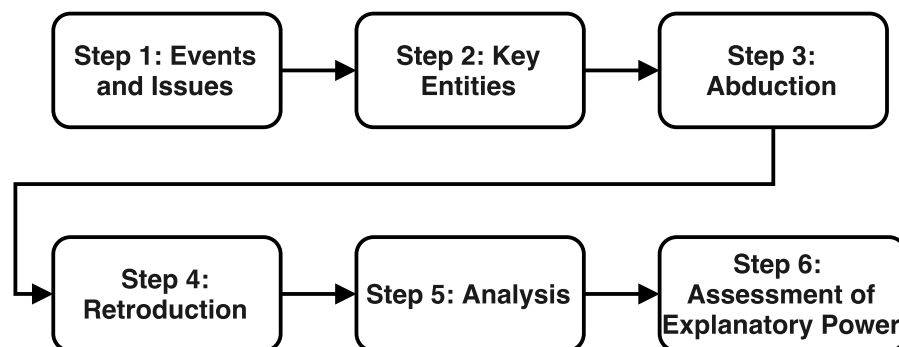 Step 1: Events
and Issues
Step 2: Key
Entities
Step 3:
Abduction
Step 4:
Retroduction
Step 5: Analysis
Step 6:
Assessment of
Explanatory Power